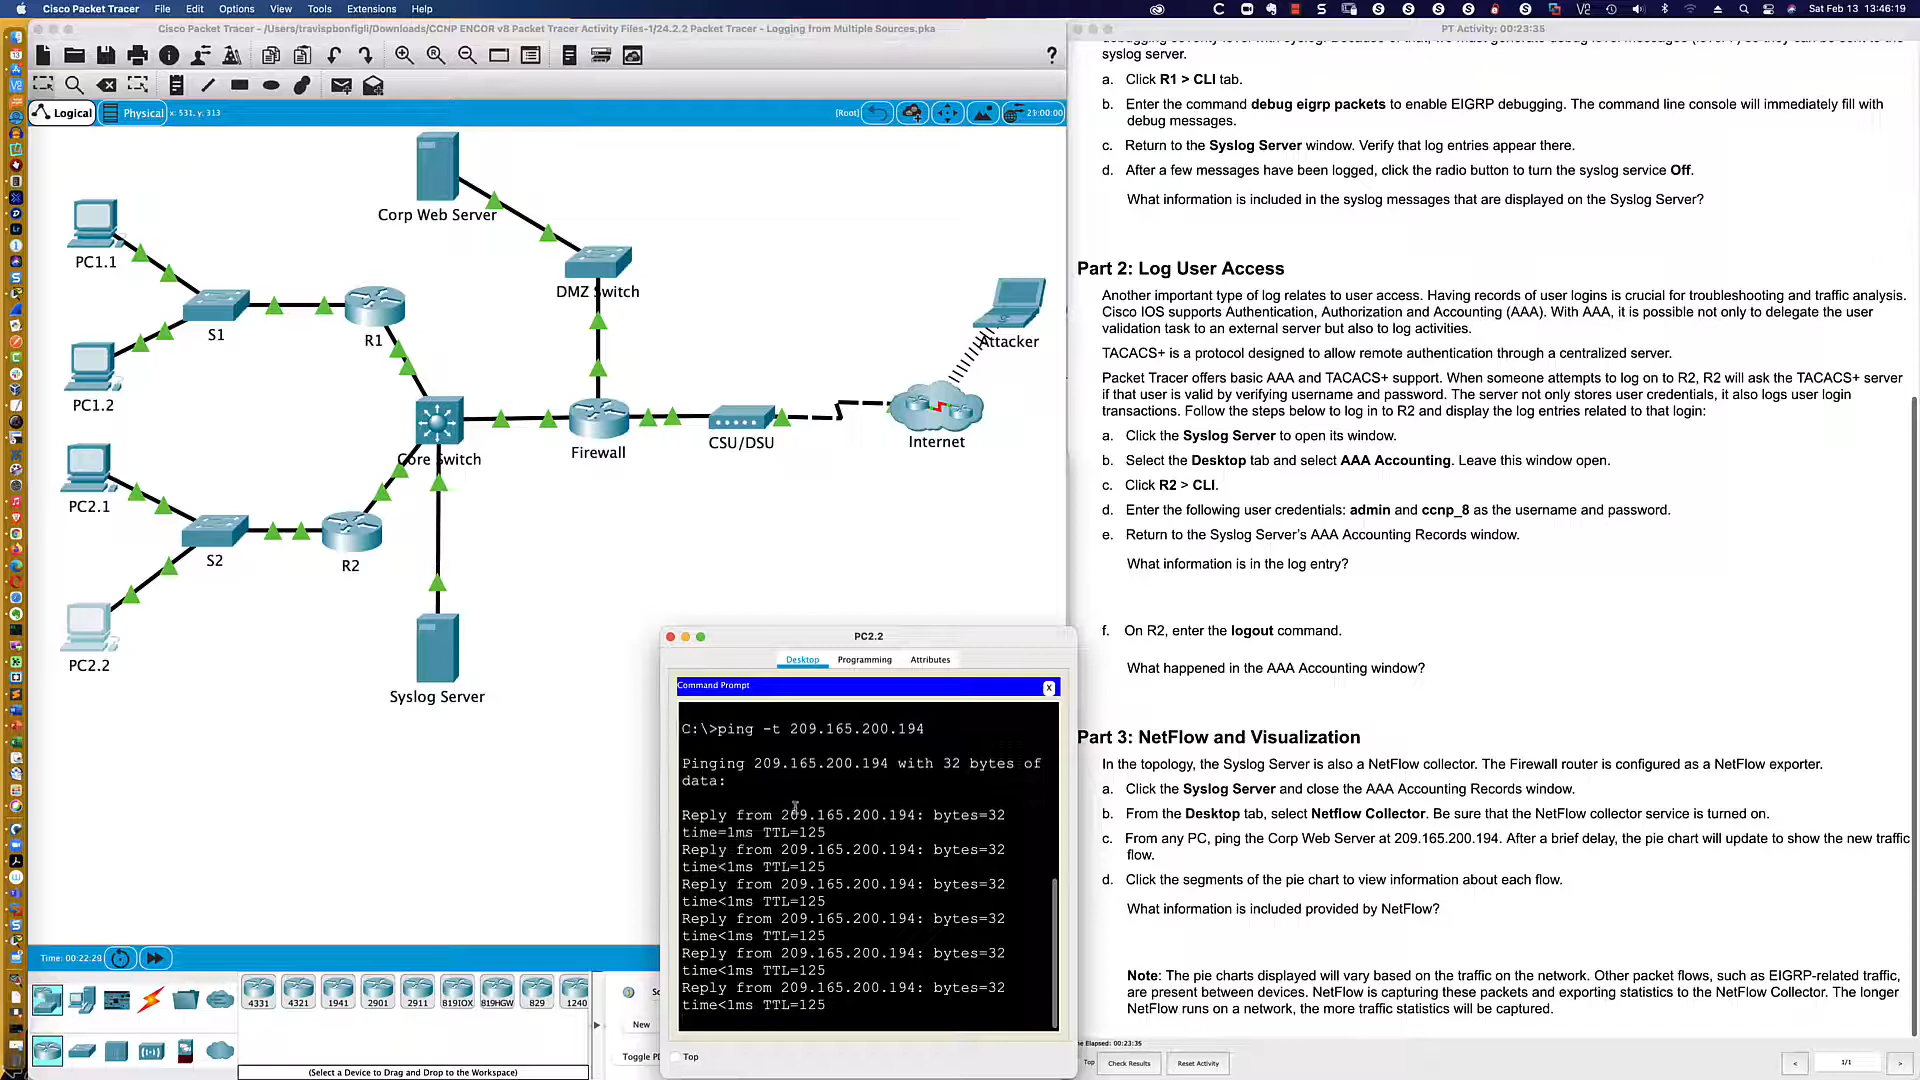 Cisco Packet Tracer File Edit Options View Tools Extensions Help
Sat Feb 13 13:46:19
Cisco Packet Tracer - /Users/travispbonfigli/Downloads/CCNP ENCOR v8 Packet Tracer Activity Files-1/24.2.2 Packet Tracer - Logging from Multiple Sources.pka
PT Activity: 00:23:35
Logical Physical x: 531, y: 313
[Root] 21:00:00
Corp Web Server
PC1.1
DMZ Switch
S1
R1
Attacker
PC1.2
Core Switch
Firewall
CSU/DSU
Internet
PC2.1
S2
R2
PC2.2
Syslog Server
Time: 00:22:29
4331 4321 1941 2901 2911 819IOX 819HGW 829 1240
New
Toggle
(Select a Device to Drag and Drop to the Workspace)
PC2.2
Desktop Programming Attributes
Command Prompt
X
C:\>ping -t 209.165.200.194
Pinging 209.165.200.194 with 32 bytes of
data:
Reply from 209.165.200.194: bytes=32
time=1ms TTL=125
Reply from 209.165.200.194: bytes=32
time<1ms TTL=125
Reply from 209.165.200.194: bytes=32
time<1ms TTL=125
Reply from 209.165.200.194: bytes=32
time<1ms TTL=125
Reply from 209.165.200.194: bytes=32
time<1ms TTL=125
Reply from 209.165.200.194: bytes=32
time<1ms TTL=125
Top
syslog server.
a. Click R1 > CLI tab.
b. Enter the command debug eigrp packets to enable EIGRP debugging. The command line console will immediately fill with
debug messages.
c. Return to the Syslog Server window. Verify that log entries appear there.
d. After a few messages have been logged, click the radio button to turn the syslog service Off.
What information is included in the syslog messages that are displayed on the Syslog Server?
Part 2: Log User Access
Another important type of log relates to user access. Having records of user logins is crucial for troubleshooting and traffic analysis.
Cisco IOS supports Authentication, Authorization and Accounting (AAA). With AAA, it is possible not only to delegate the user
validation task to an external server but also to log activities.
TACACS+ is a protocol designed to allow remote authentication through a centralized server.
Packet Tracer offers basic AAA and TACACS+ support. When someone attempts to log on to R2, R2 will ask the TACACS+ server
if that user is valid by verifying username and password. The server not only stores user credentials, it also logs user login
transactions. Follow the steps below to log in to R2 and display the log entries related to that login:
a. Click the Syslog Server to open its window.
b. Select the Desktop tab and select AAA Accounting. Leave this window open.
c. Click R2 > CLI.
d. Enter the following user credentials: admin and ccnp_8 as the username and password.
e. Return to the Syslog Server's AAA Accounting Records window.
What information is in the log entry?
f. On R2, enter the logout command.
What happened in the AAA Accounting window?
Part 3: NetFlow and Visualization
In the topology, the Syslog Server is also a NetFlow collector. The Firewall router is configured as a NetFlow exporter.
a. Click the Syslog Server and close the AAA Accounting Records window.
b. From the Desktop tab, select Netflow Collector. Be sure that the NetFlow collector service is turned on.
c. From any PC, ping the Corp Web Server at 209.165.200.194. After a brief delay, the pie chart will update to show the new traffic
flow.
d. Click the segments of the pie chart to view information about each flow.
What information is included provided by NetFlow?
Note: The pie charts displayed will vary based on the traffic on the network. Other packet flows, such as EIGRP-related traffic,
are present between devices. NetFlow is capturing these packets and exporting statistics to the NetFlow Collector. The longer
NetFlow runs on a network, the more traffic statistics will be captured.
Elapsed: 00:23:35
Top Check Results Reset Activity < 1/1 >